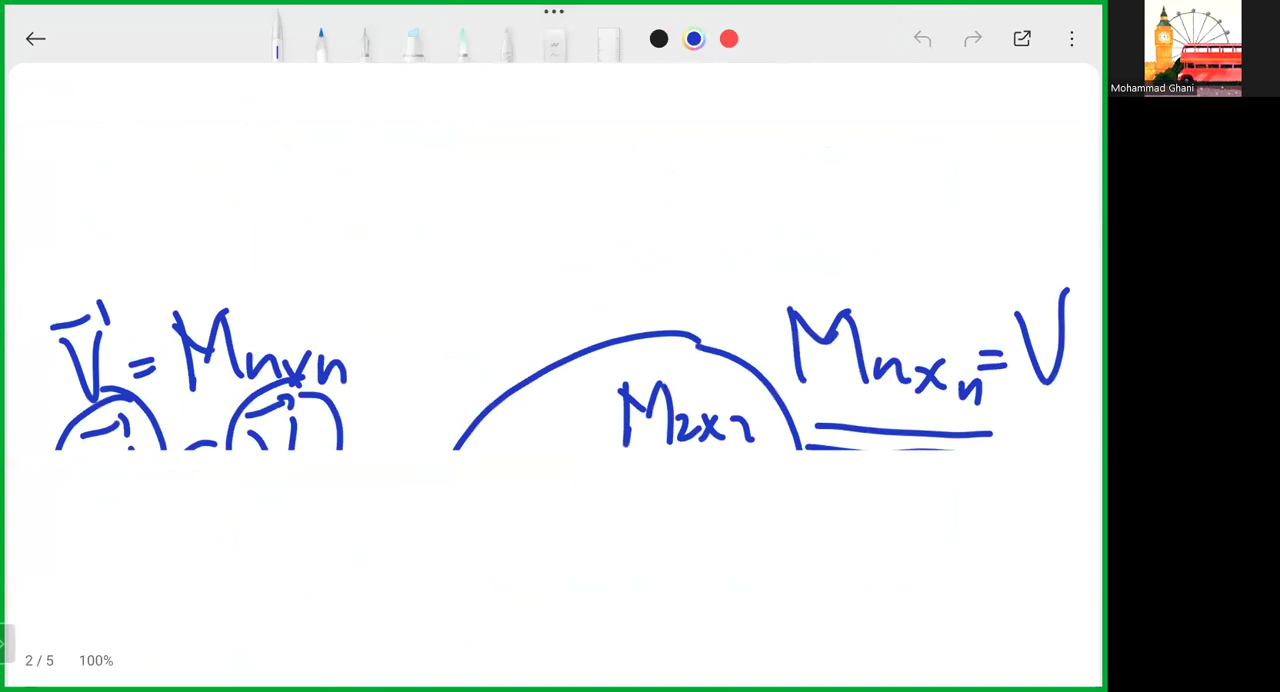 Mohammad Ghani
V = Mnxn
Mnxn = V
M2x2
2 / 5 100%